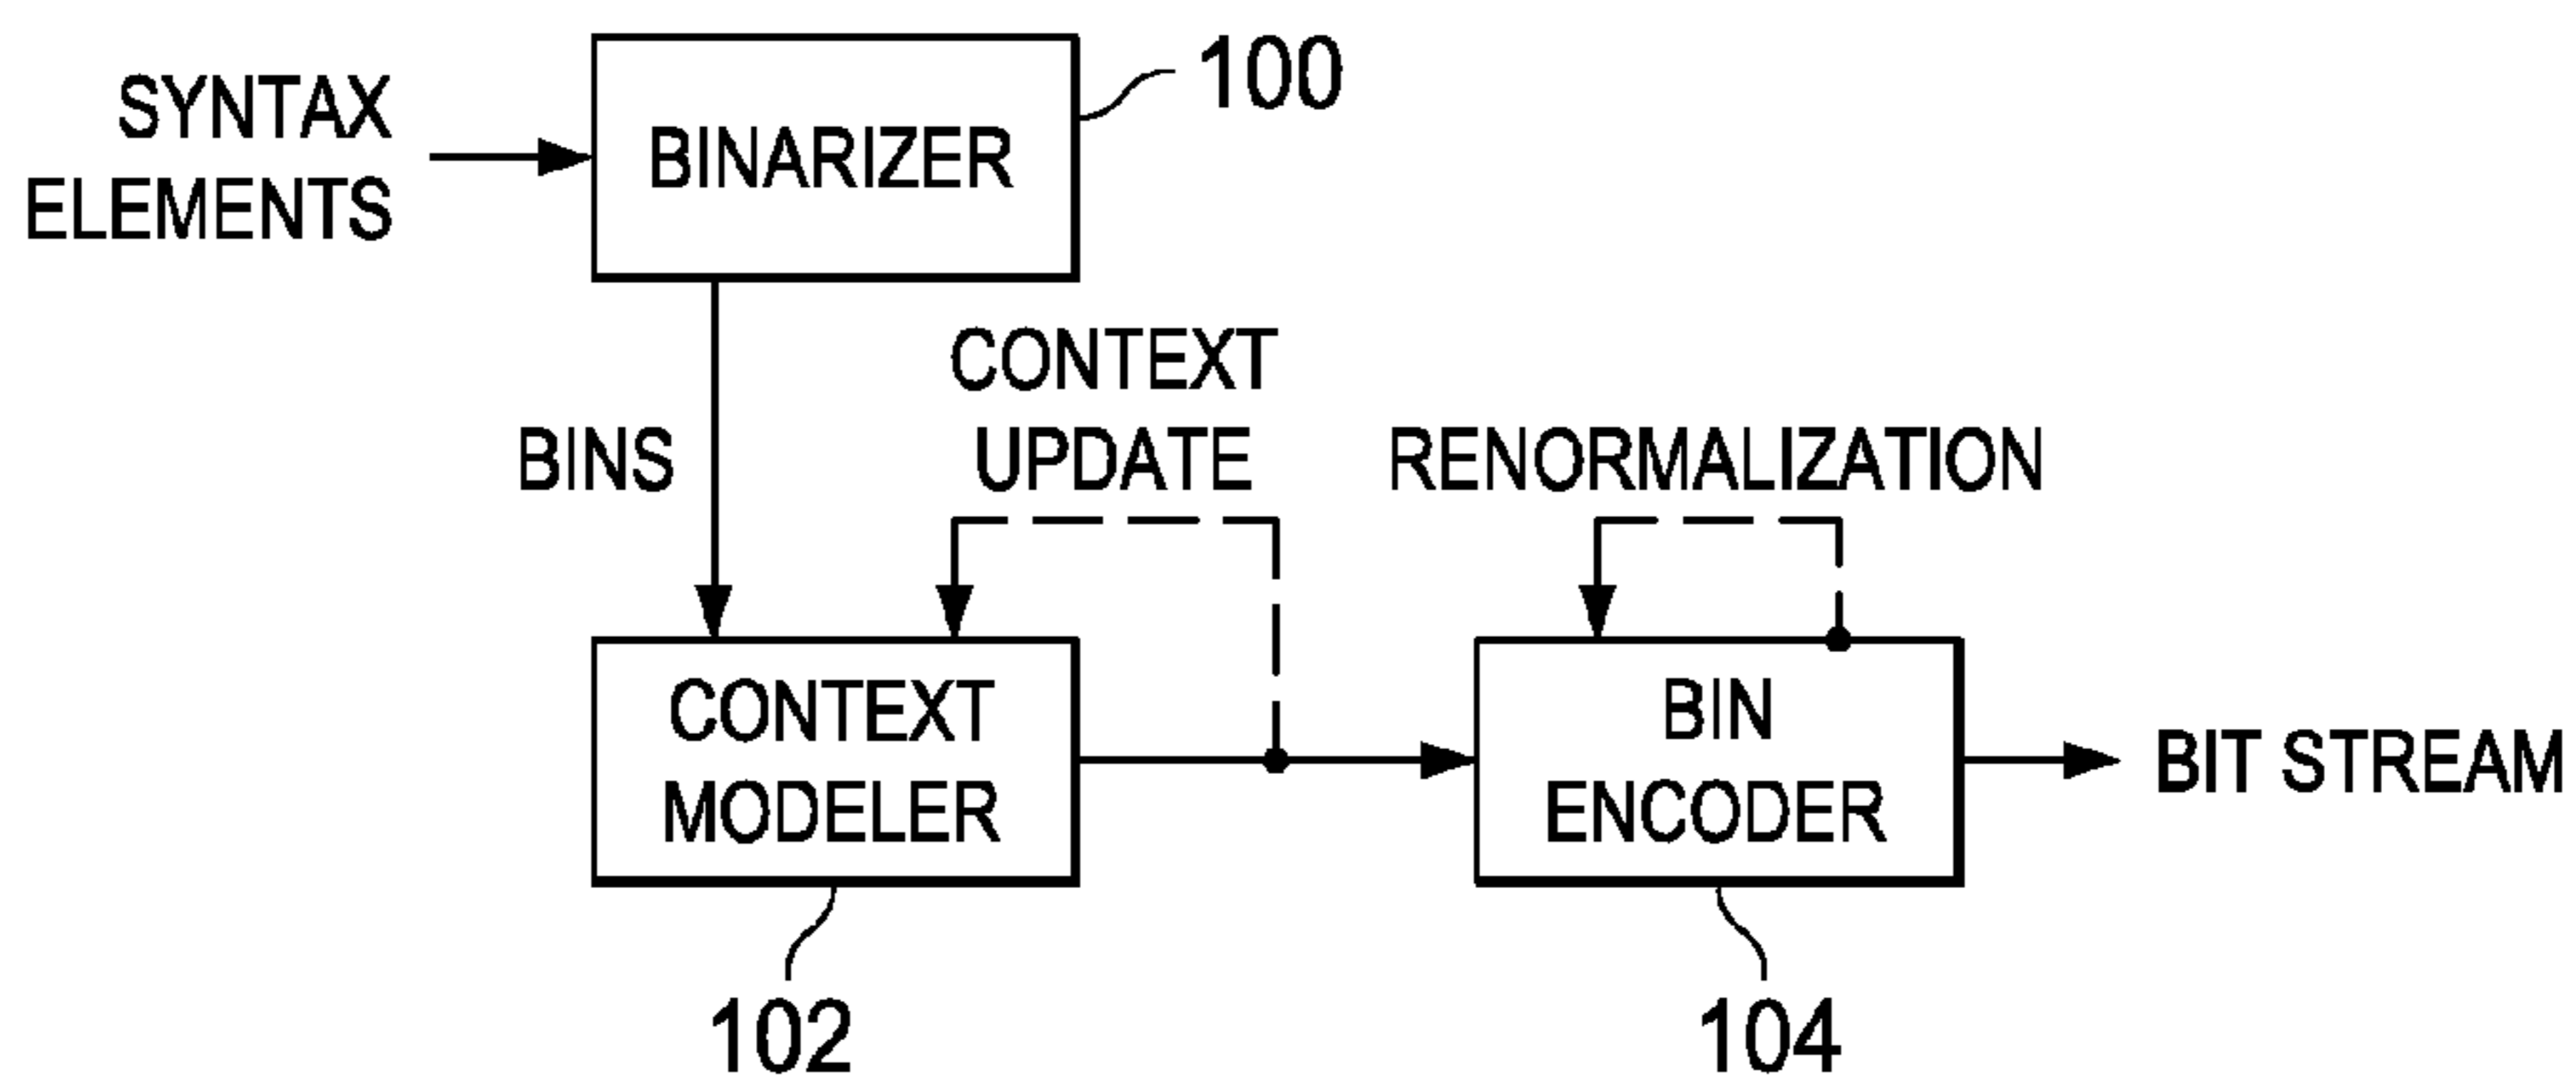 SYNTAX
ELEMENTS
BINARIZER
100
BINS
CONTEXT
UPDATE
RENORMALIZATION
CONTEXT
MODELER
102
BIN
ENCODER
104
BIT STREAM